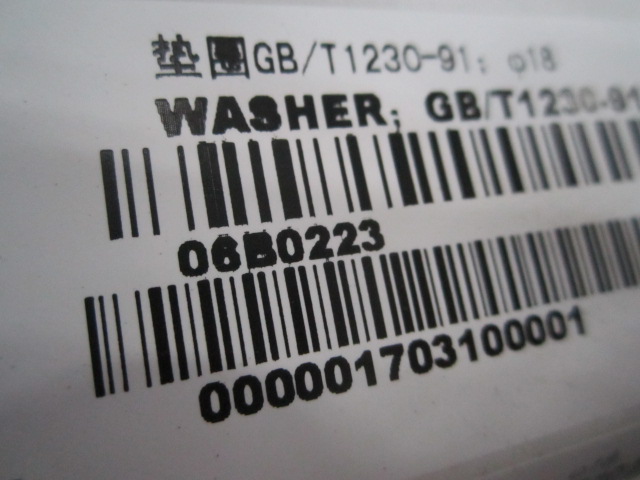 垫圈GB/T1230-91; φ18
WASHER; GB/T1230-91
06B0223
000001703100001